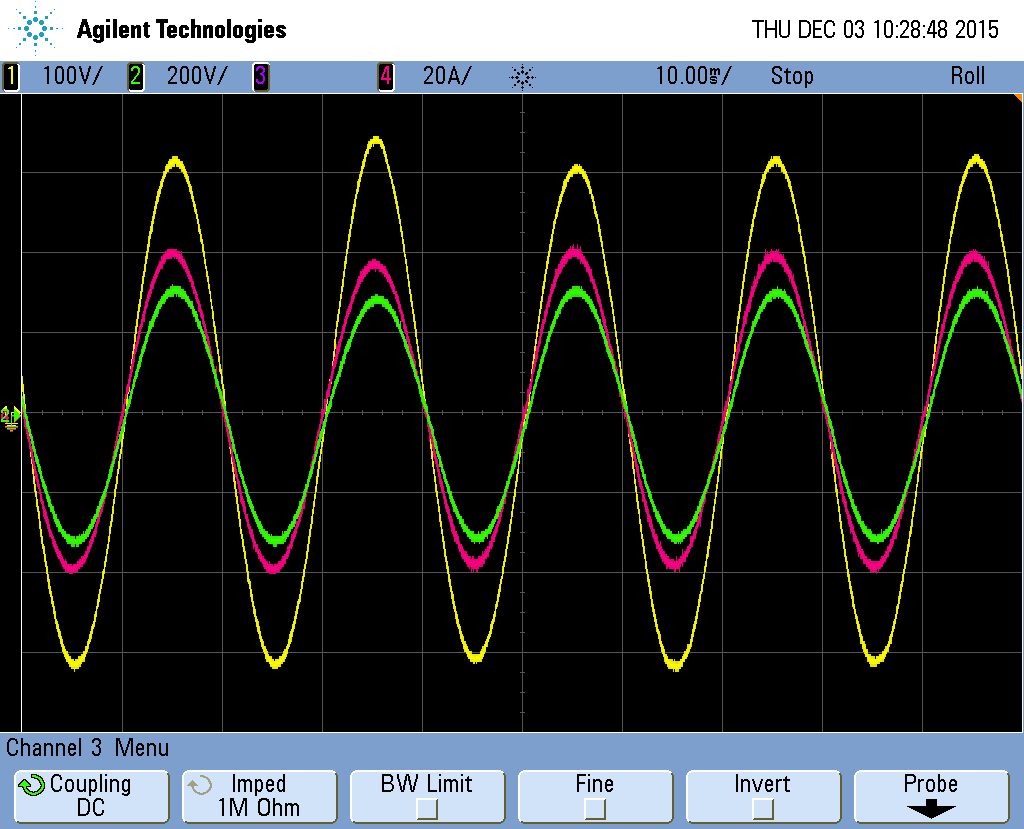 Agilent Technologies THU DEC 03 10:28:48 2015
1 100V/ 2 200V/ 3 4 20A/ 10.00ms/ Stop Roll
Channel 3 Menu
Coupling Imped BW Limit Fine Invert Probe
DC 1M Ohm